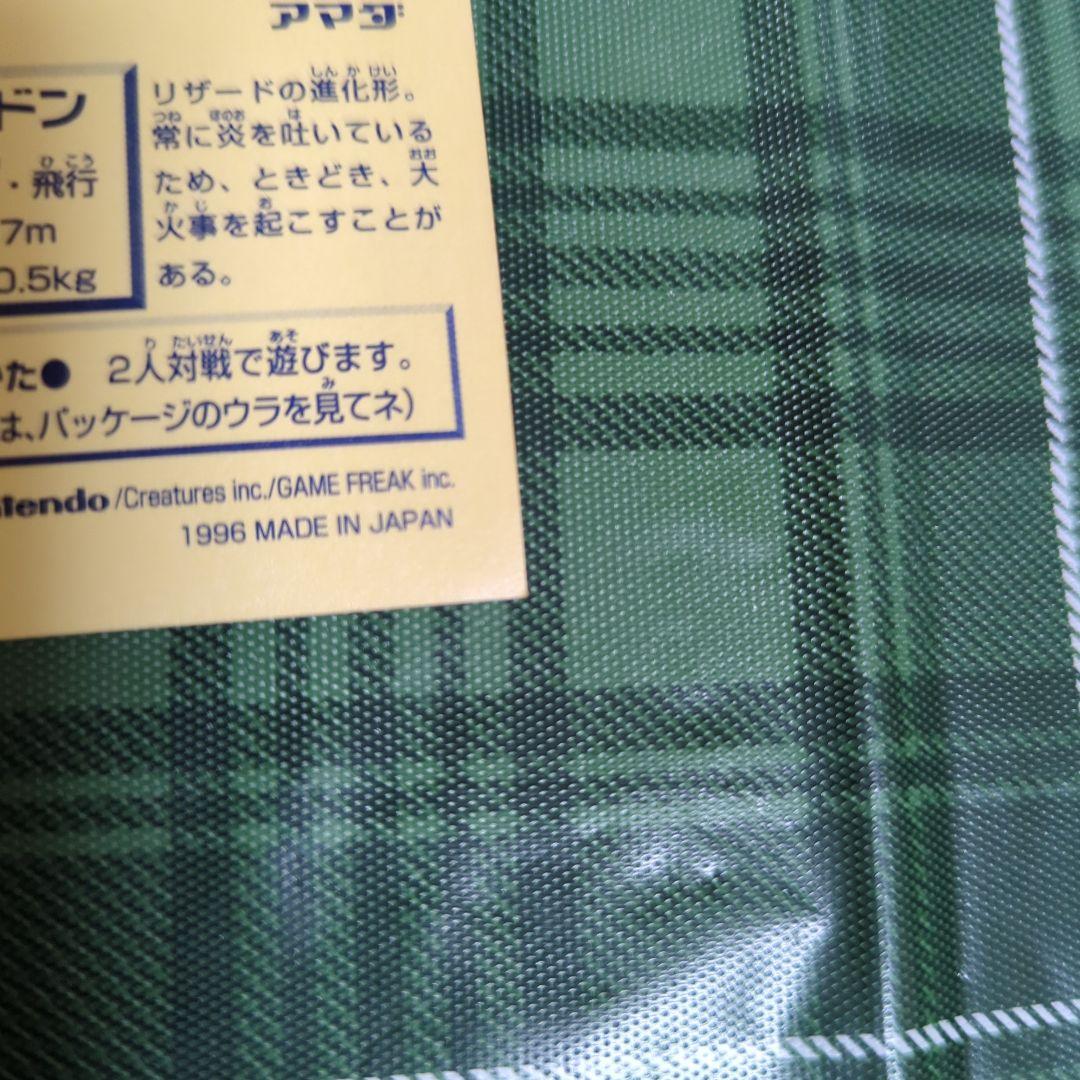 アマダ
ドン
・飛行
7m
0.5kg
リザードの進化形。
常に炎を吐いている
ため、ときどき、大
火事を起こすことが
ある。
た● 2人対戦で遊びます。
は、パッケージのウラを見てネ)
ntendo /Creatures inc./GAME FREAK inc.
1996 MADE IN JAPAN